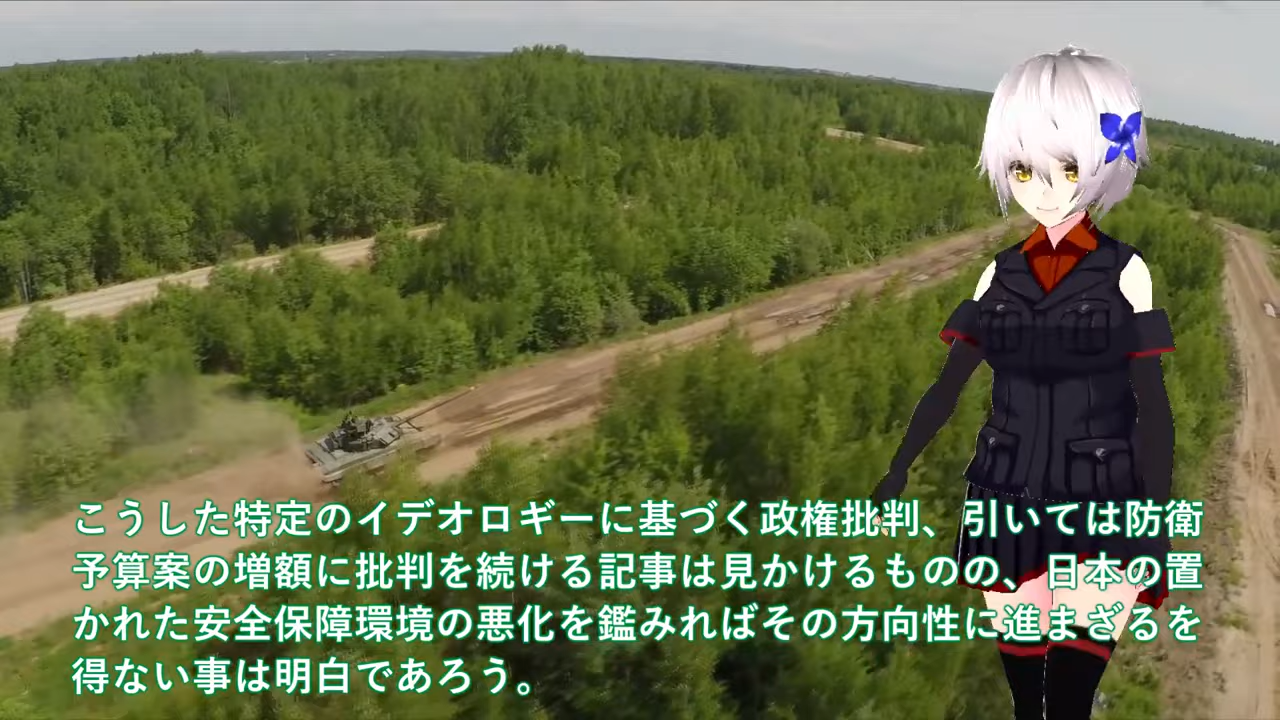 こうした特定のイデオロギーに基づく政権批判、引いては防衛
予算案の増額に批判を続ける記事は見かけるものの、日本の置
かれた安全保障環境の悪化を鑑みればその方向性に進まざるを
得ない事は明白であろう。